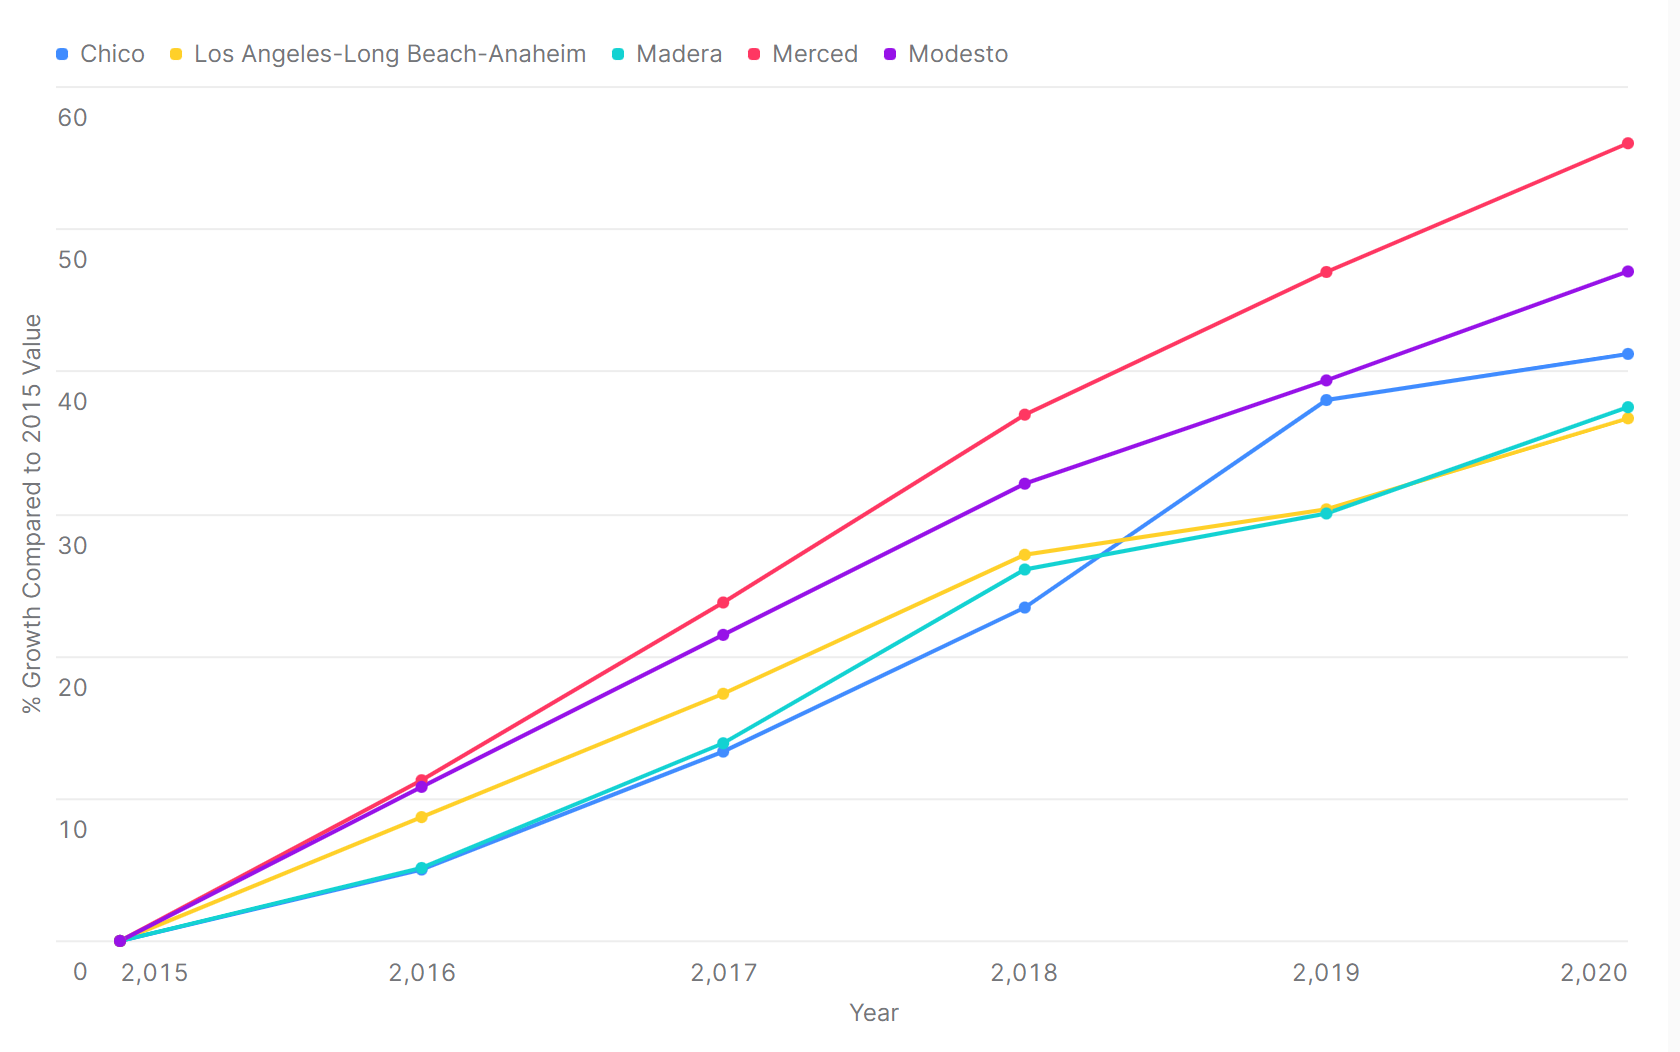 Chico Los Angeles-Long Beach-Anaheim Madera Merced Modesto
60
50
40
30
20
10
0
% Growth Compared to 2015 Value
2,015 2,016 2,017 2,018 2,019 2,020
Year